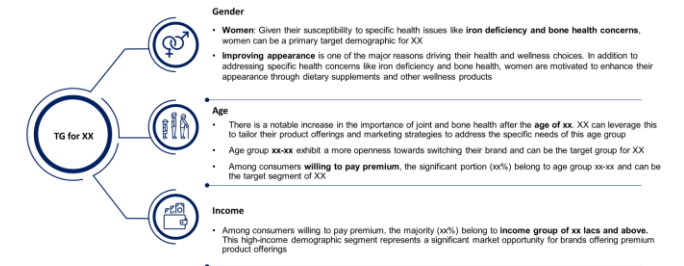 Gender
• Women: Given their susceptibility to specific health issues like iron deficiency and bone health concerns,
women can be a primary target demographic for XX
• Improving appearance is one of the major reasons driving their health and wellness choices. In addition to
addressing specific health concerns like iron deficiency and bone health, women are motivated to enhance their
appearance through dietary supplements and other wellness products
TG for XX
Age
• There is a notable increase in the importance of joint and bone health after the age of xx. XX can leverage this
to tailor their product offerings and marketing strategies to address the specific needs of this age group
• Age group xx-xx exhibit a more openness towards switching their brand and can be the target group for XX
• Among consumers willing to pay premium, the significant portion (xx%) belong to age group xx-xx and can be
the target segment of XX
Income
• Among consumers willing to pay premium, the majority (xx%) belong to income group of xx lacs and above.
This high-income demographic segment represents a significant market opportunity for brands offering premium
product offerings